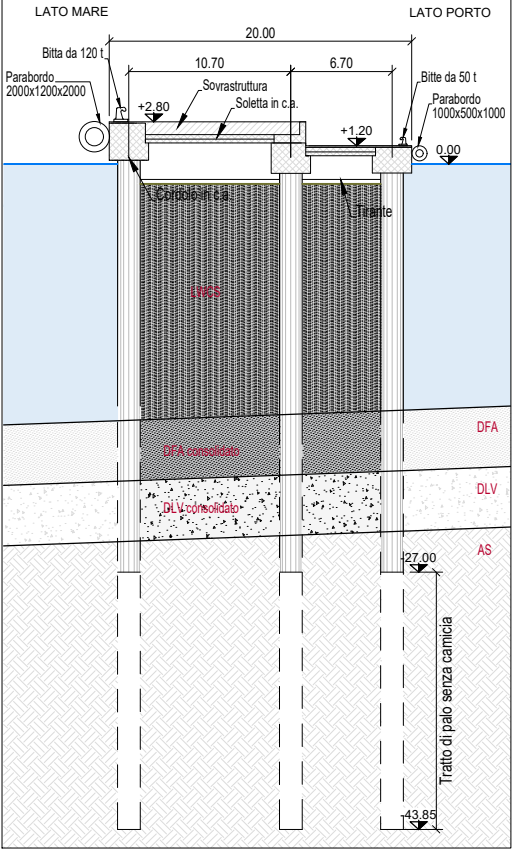 LATO MARE
LATO PORTO
20.00
Bitta da 120 t
10.70
6.70
Parabordo
2000x1200x2000
Sovrastruttura
Soletta in c.a.
Bitte da 50 t
Parabordo
1000x500x1000
+2.80
+1.20
0.00
Cordolo in c.a.
Tirante
LWCS
DFA
DFA consolidato
DLV
DLV consolidato
AS
-27.00
Tratto di palo senza camicia
-43.85